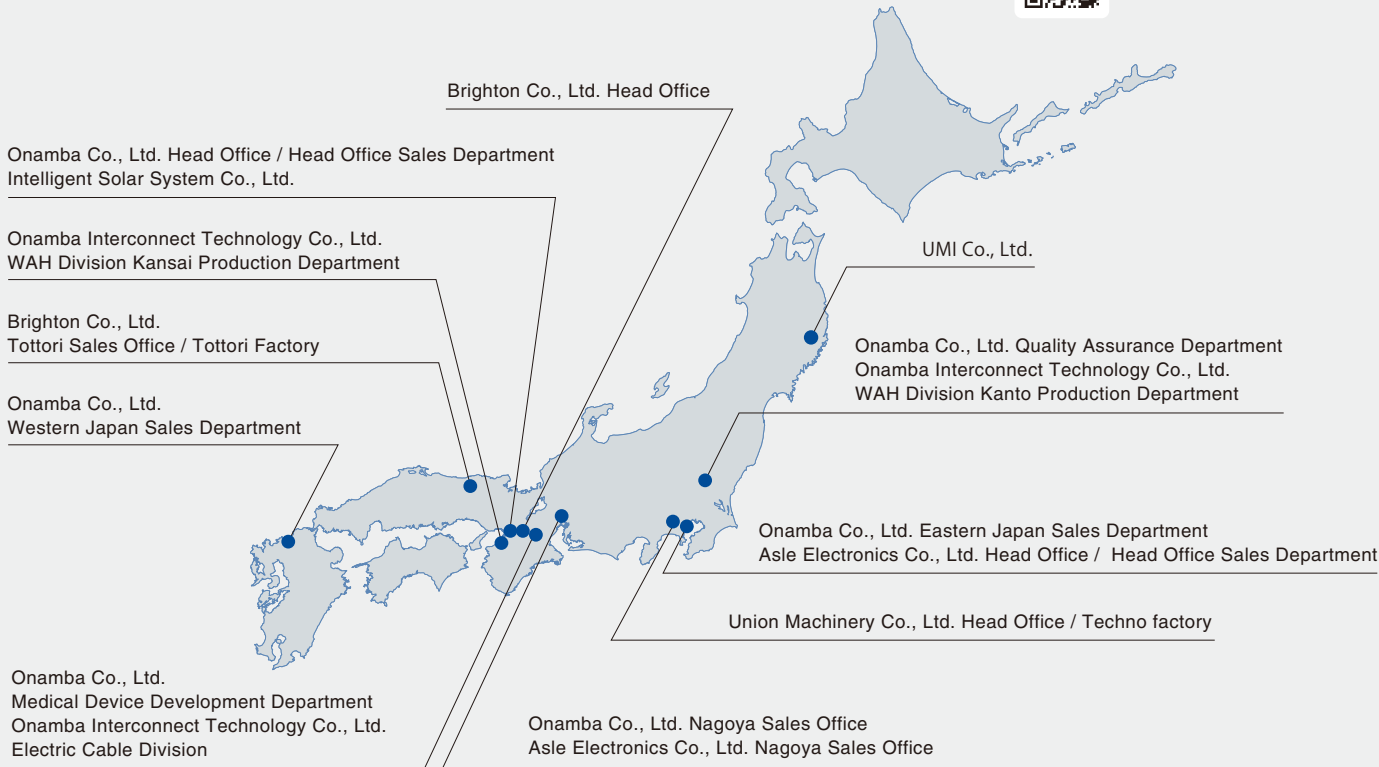 Brighton Co., Ltd. Head Office
Onamba Co., Ltd. Head Office / Head Office Sales Department
Intelligent Solar System Co., Ltd.
Onamba Interconnect Technology Co., Ltd.
WAH Division Kansai Production Department
UMI Co., Ltd.
Brighton Co., Ltd.
Tottori Sales Office / Tottori Factory
Onamba Co., Ltd. Quality Assurance Department
Onamba Interconnect Technology Co., Ltd.
WAH Division Kanto Production Department
Onamba Co., Ltd.
Western Japan Sales Department
Onamba Co., Ltd. Eastern Japan Sales Department
Asle Electronics Co., Ltd. Head Office / Head Office Sales Department
Union Machinery Co., Ltd. Head Office / Techno factory
Onamba Co., Ltd.
Medical Device Development Department
Onamba Interconnect Technology Co., Ltd.
Electric Cable Division
Onamba Co., Ltd. Nagoya Sales Office
Asle Electronics Co., Ltd. Nagoya Sales Office